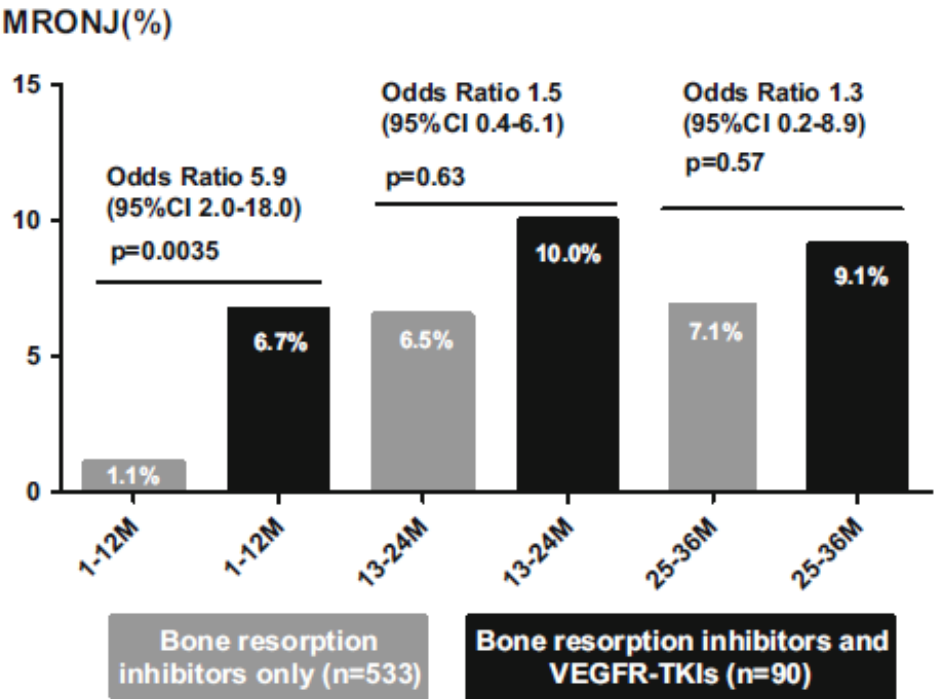 MRONJ(%)
15
10
5
0
Odds Ratio 5.9
(95%CI 2.0-18.0)
p=0.0035
Odds Ratio 1.5
(95%CI 0.4-6.1)
p=0.63
Odds Ratio 1.3
(95%CI 0.2-8.9)
p=0.57
1.1%
6.7%
6.5%
10.0%
7.1%
9.1%
1-12M
1-12M
13-24M
13-24M
25-36M
25-36M
Bone resorption
inhibitors only (n=533)
Bone resorption inhibitors and
VEGFR-TKIs (n=90)